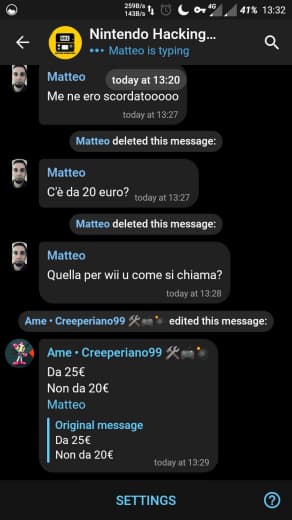 259B/s
143B/s
4G
41% 13:32
Nintendo Hacking...
Matteo is typing
Matteo
today at 13:20
Me ne ero scordatooooo
today at 13:27
Matteo deleted this message:
Matteo
C'è da 20 euro? today at 13:27
Matteo deleted this message:
Matteo
Quella per wii u come si chiama?
today at 13:28
Ame • Creeperiano99 🛠🎮💣 edited this message:
Ame • Creeperiano99 🛠🎮💣
Da 25€
Non da 20€
Matteo
Original message
Da 25€
Non da 20€
today at 13:29
SETTINGS